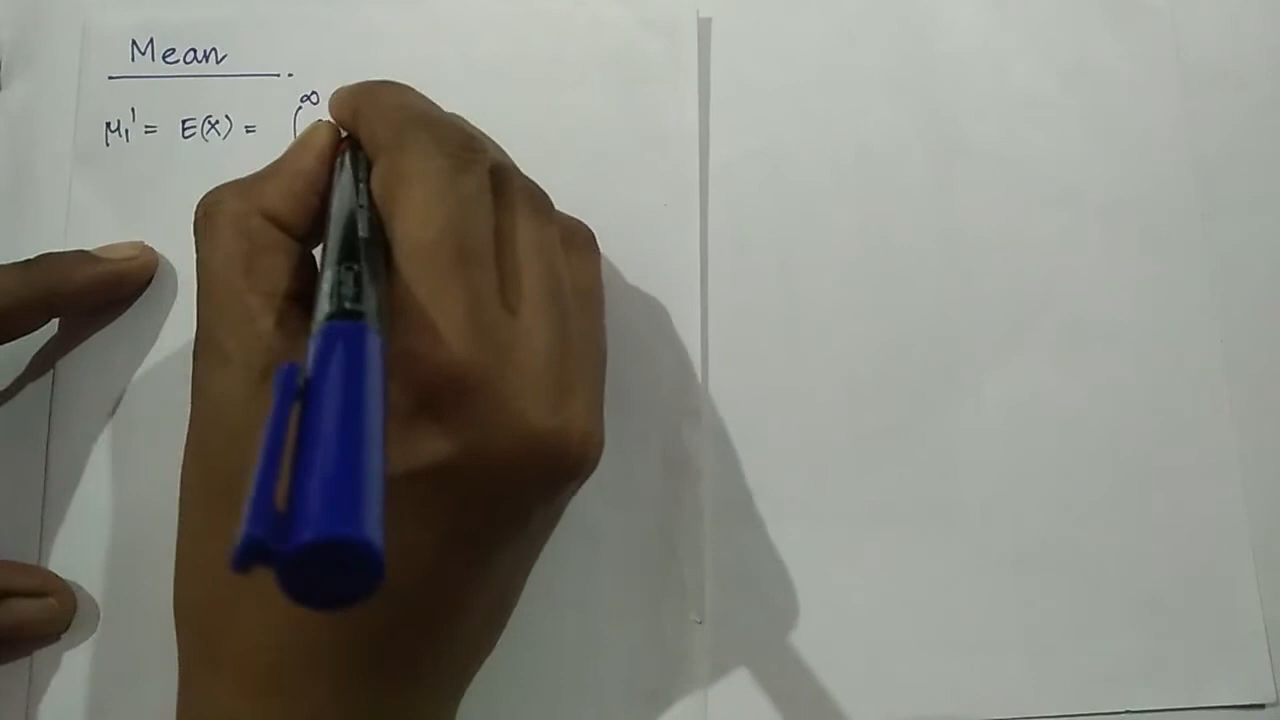 Mean
μ₁' = E(X) = ∫ ∞